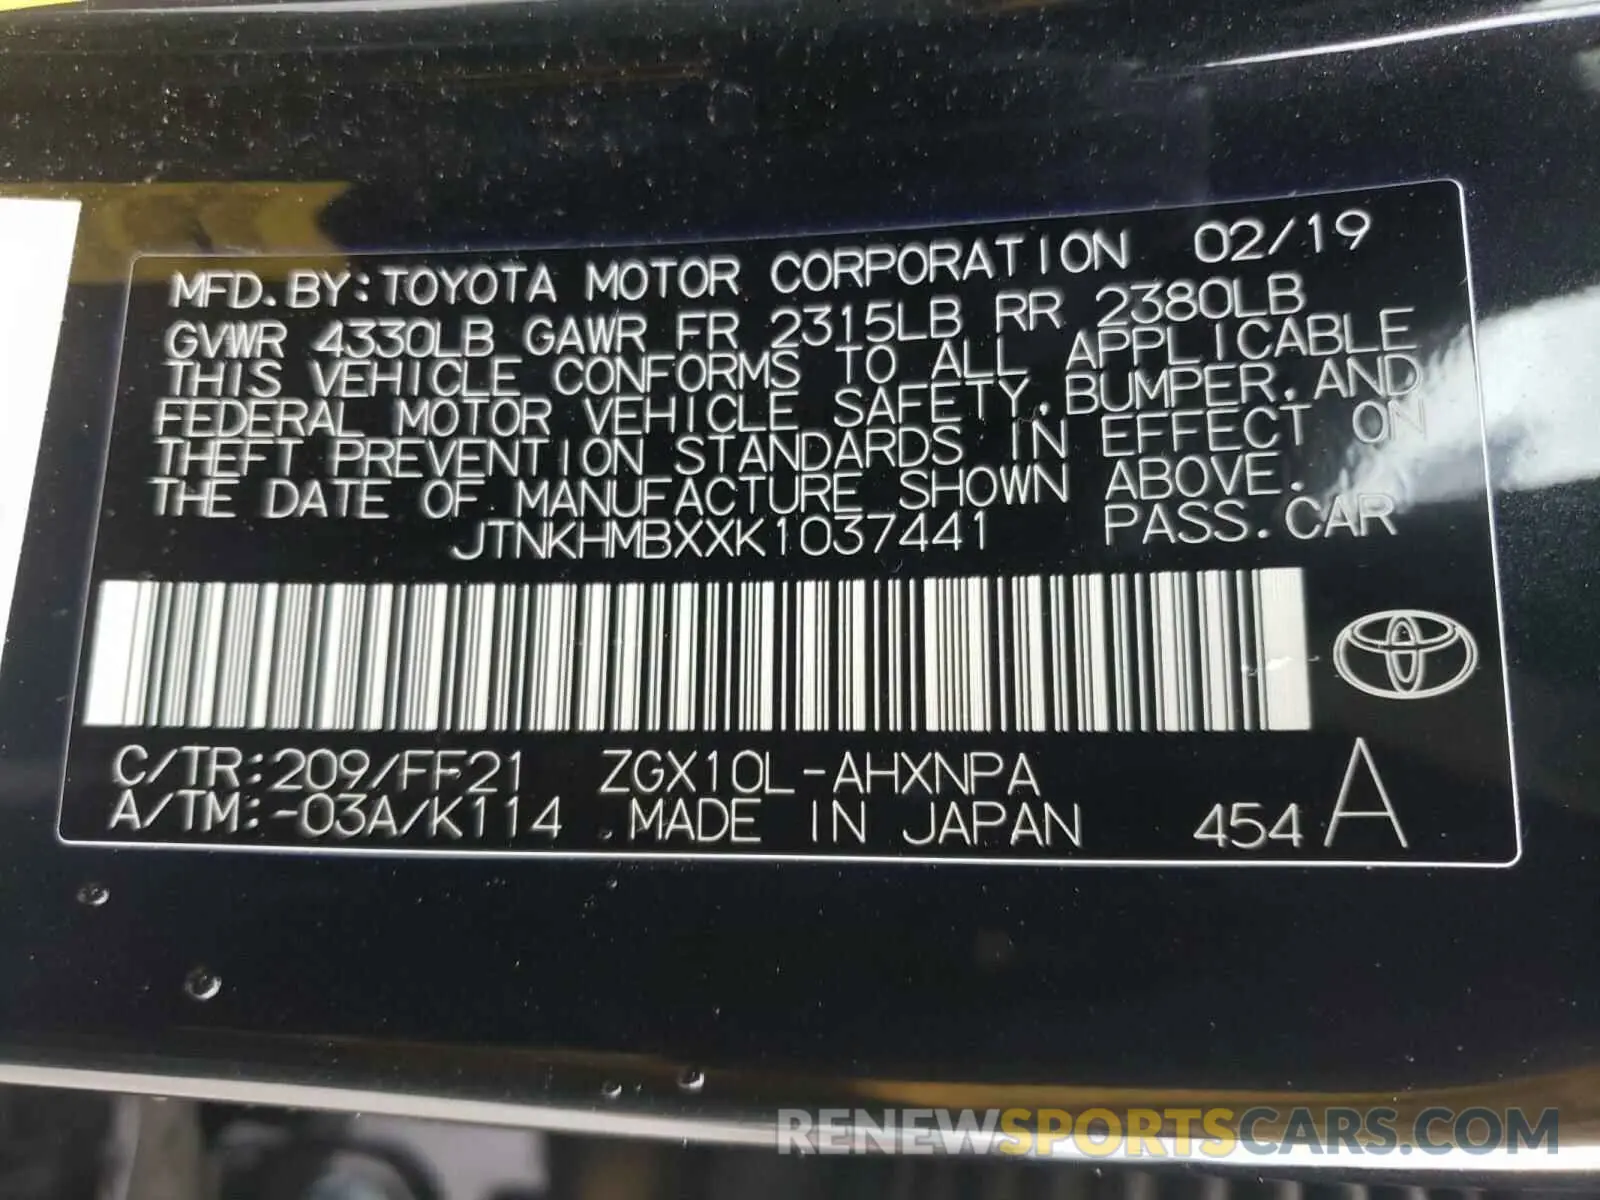 MFD.BY:TOYOTA MOTOR CORPORATION 02/19
GVWR 4330LB GAWR FR 2315LB RR 2380LB
THIS VEHICLE CONFORMS TO ALL APPLICABLE
FEDERAL MOTOR VEHICLE SAFETY,BUMPER,AND
THEFT PREVENTION STANDARDS IN EFFECT ON
THE DATE OF MANUFACTURE SHOWN ABOVE.
JTNKHMBXXK1037441 PASS.CAR
C/TR:209/FF21 ZGX10L-AHXNPA
A/TM:-03A/K114 MADE IN JAPAN 454 A
RENEWSPORTSCARS.COM